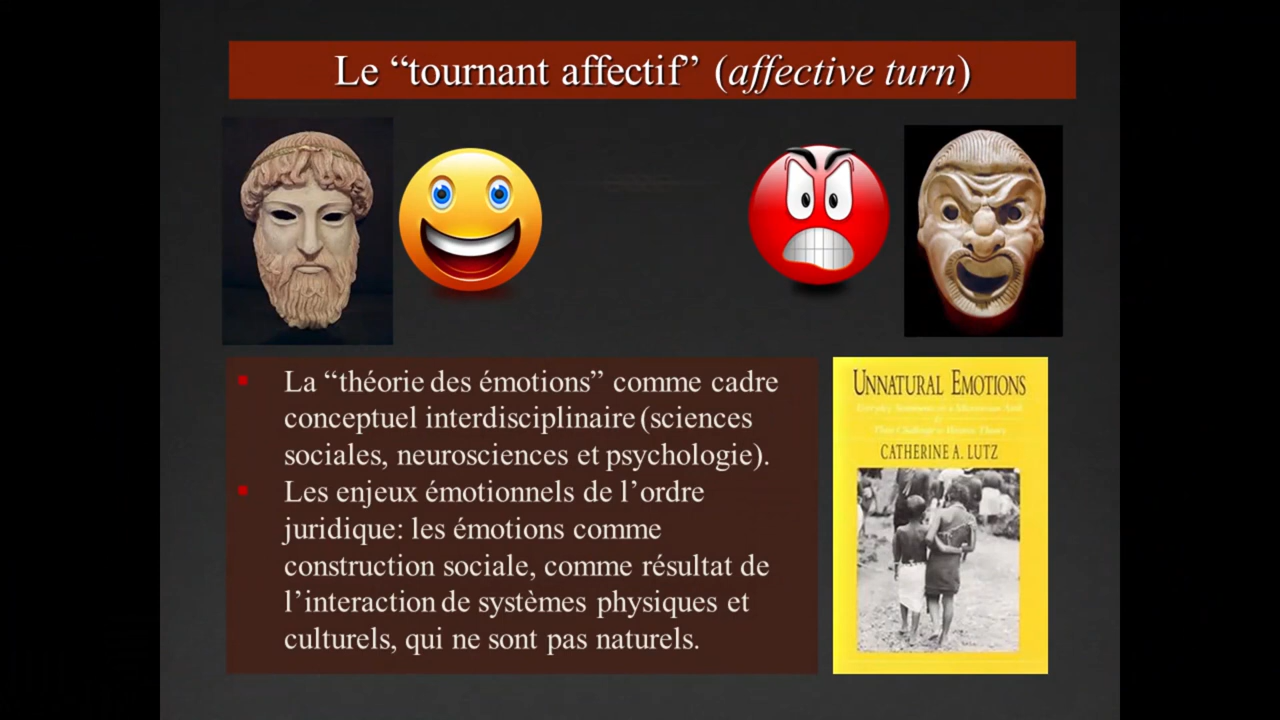 Le “tournant affectif” (affective turn)
La “théorie des émotions” comme cadre
conceptuel interdisciplinaire (sciences
sociales, neurosciences et psychologie).
Les enjeux émotionnels de l’ordre
juridique: les émotions comme
construction sociale, comme résultat de
l’interaction de systèmes physiques et
culturels, qui ne sont pas naturels.
UNNATURAL EMOTIONS
CATHERINE A. LUTZ